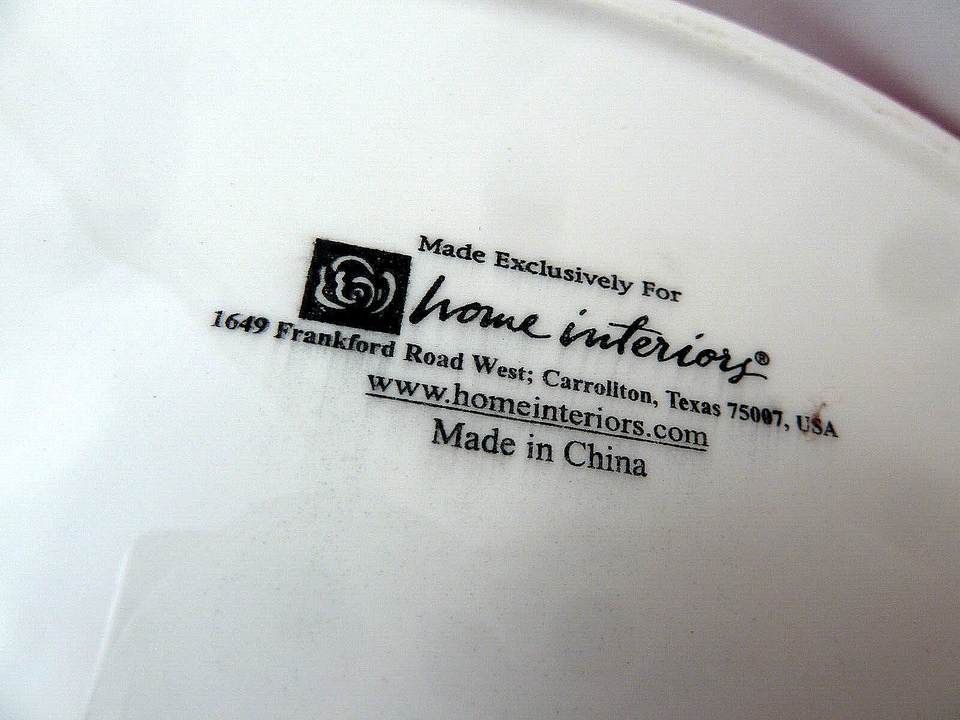 Made Exclusively For
home interiors®
1649 Frankford Road West; Carrollton, Texas 75007, USA
www.homeinteriors.com
Made in China